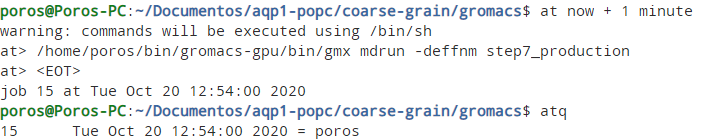 poros@Poros-PC:~/Documentos/aqp1-popc/coarse-grain/gromacs$ at now + 1 minute
warning: commands will be executed using /bin/sh
at> /home/poros/bin/gromacs-gpu/bin/gmx mdrun -deffnm step7_production
at> <EOT>
job 15 at Tue Oct 20 12:54:00 2020
poros@Poros-PC:~/Documentos/aqp1-popc/coarse-grain/gromacs$ atq
15      Tue Oct 20 12:54:00 2020 = poros